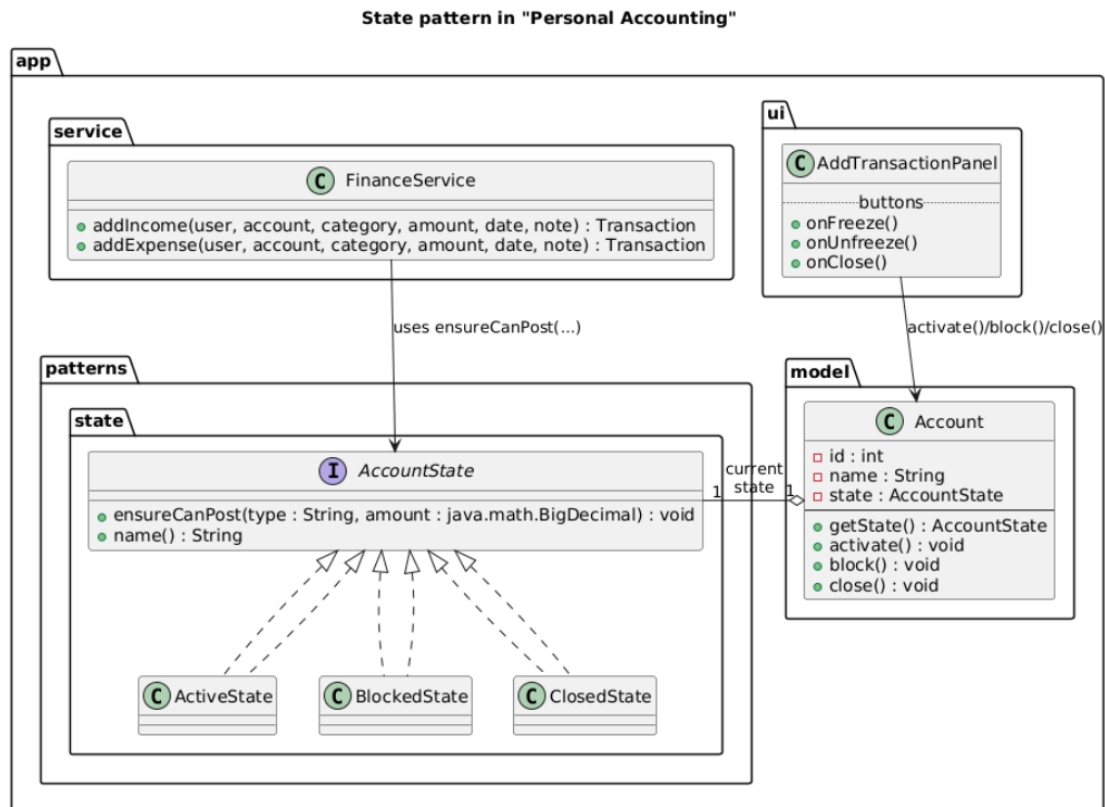 State pattern in "Personal Accounting"
app
service
C FinanceService
addIncome(user, account, category, amount, date, note) : Transaction
addExpense(user, account, category, amount, date, note) : Transaction
ui
C AddTransactionPanel
buttons
onFreeze()
onUnfreeze()
onClose()
uses ensureCanPost(...)
activate()/block()/close()
patterns
state
I AccountState
ensureCanPost(type : String, amount : java.math.BigDecimal) : void
name() : String
current
state
1
1
model
C Account
id : int
name : String
state : AccountState
getState() : AccountState
activate() : void
block() : void
close() : void
C ActiveState
C BlockedState
C ClosedState